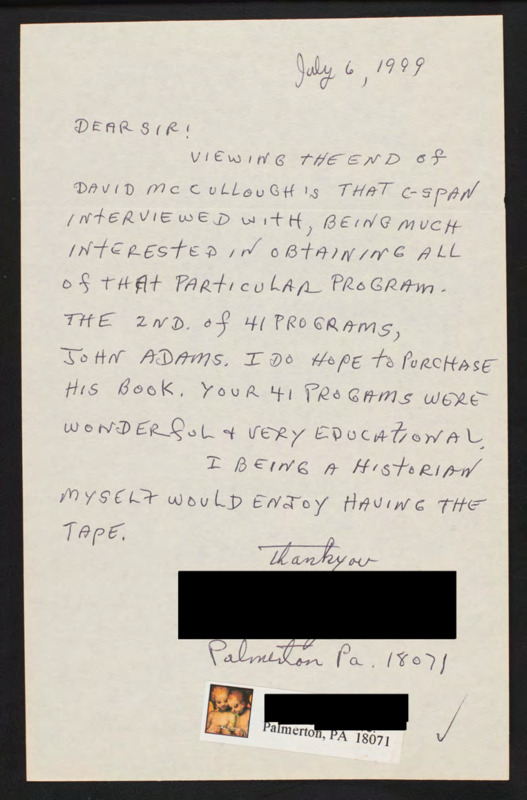 July 6, 1999
DEAR SIR!
VIEWING THE END OF
DAVID MCCULLOUGH IS THAT C-SPAN
INTERVIEWED WITH, BEING MUCH
INTERESTED IN OBTAINING ALL
OF THAT PARTICULAR PROGRAM.
THE 2ND. OF 41 PROGRAMS,
JOHN ADAMS. I DO HOPE TO PURCHASE
HIS BOOK. YOUR 41 PROGAMS WERE
WONDERFUL & VERY EDUCATIONAL.
I BEING A HISTORIAN
MYSELF WOULD ENJOY HAVING THE
TAPE.
Thankyou
Palmerton Pa. 18071
Palmerton, PA 18071